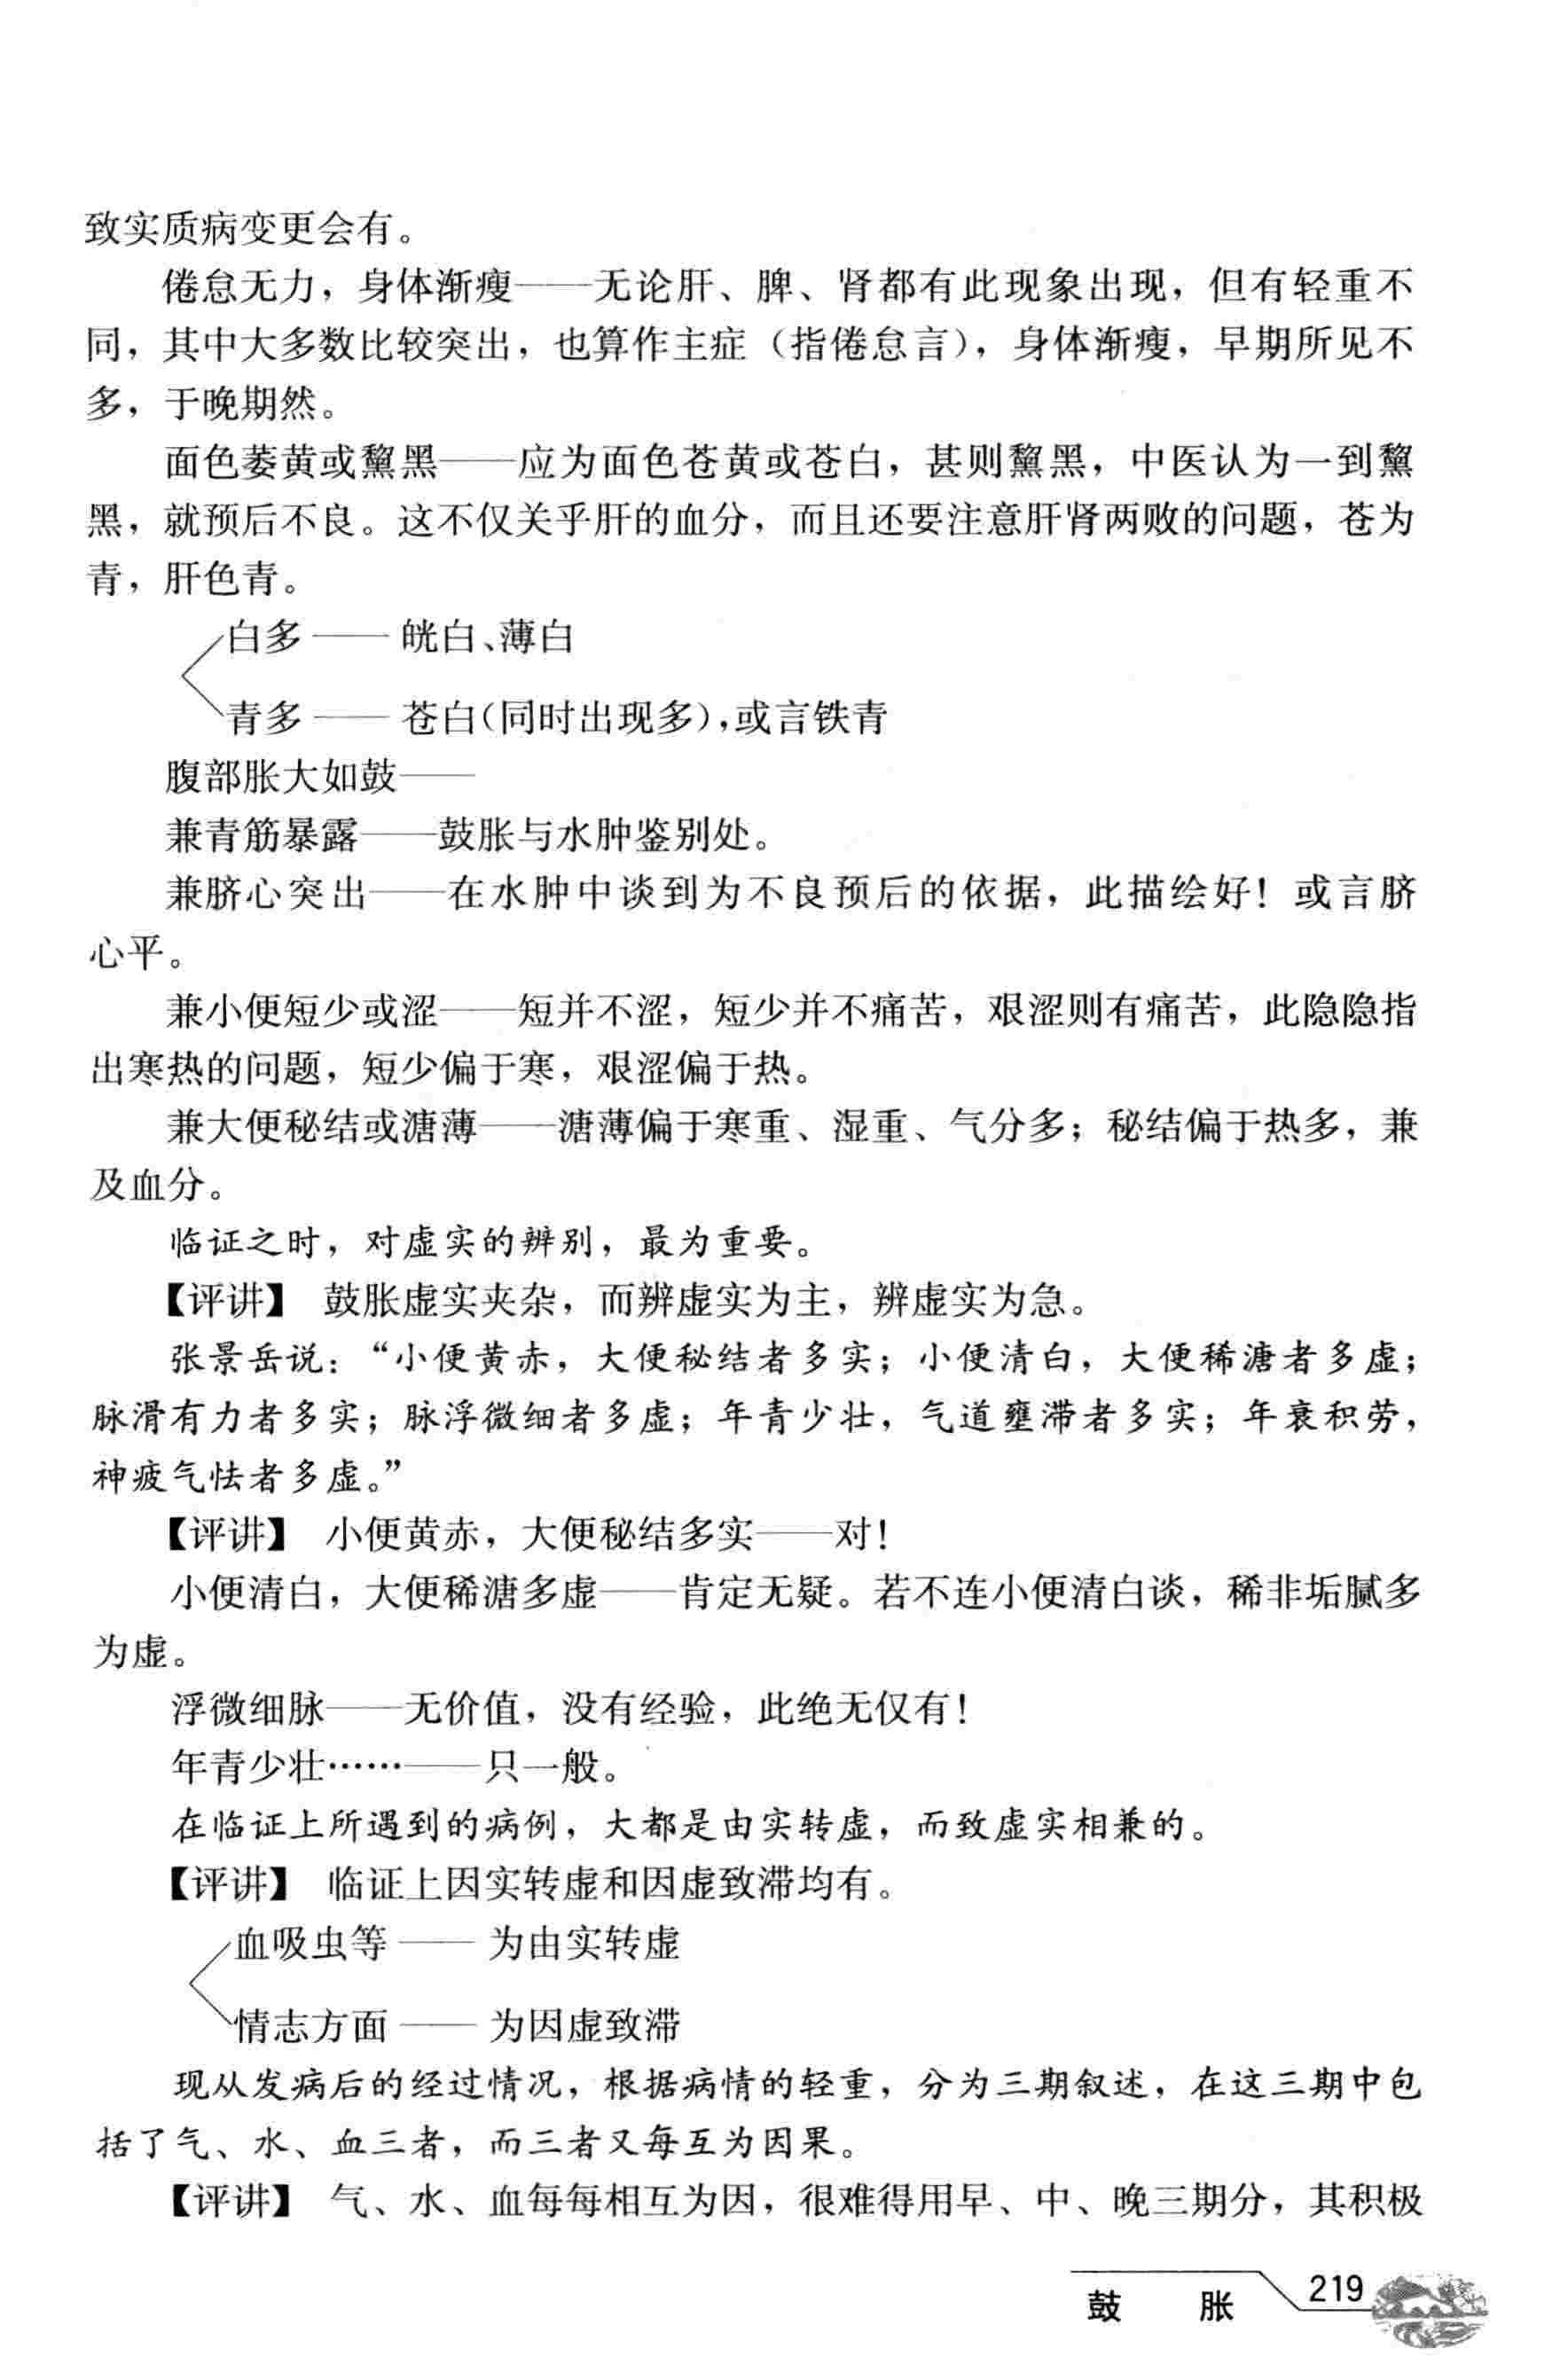 致实质病变更会有。
倦怠无力，身体渐瘦——无论肝、脾、肾都有此现象出现，但有轻重不
同，其中大多数比较突出，也算作主症（指倦怠言），身体渐瘦，早期所见不
多，于晚期然。
面色萎黄或黧黑——应为面色苍黄或苍白，甚则黧黑，中医认为一到黧
黑，就预后不良。这不仅关乎肝的血分，而且还要注意肝肾两败的问题，苍为
青，肝色青。
白多——㿠白、薄白
青多——苍白(同时出现多),或言铁青
腹部胀大如鼓——
兼青筋暴露——鼓胀与水肿鉴别处。
兼脐心突出——在水肿中谈到为不良预后的依据，此描绘好！或言脐
心平。
兼小便短少或涩——短并不涩，短少并不痛苦，艰涩则有痛苦，此隐隐指
出寒热的问题，短少偏于寒，艰涩偏于热。
兼大便秘结或溏薄——溏薄偏于寒重、湿重、气分多；秘结偏于热多，兼
及血分。
临证之时，对虚实的辨别，最为重要。
【评讲】 鼓胀虚实夹杂，而辨虚实为主，辨虚实为急。
张景岳说：“小便黄赤，大便秘结者多实；小便清白，大便稀溏者多虚；
脉滑有力者多实；脉浮微细者多虚；年青少壮，气道壅滞者多实；年衰积劳，
神疲气怯者多虚。”
【评讲】 小便黄赤，大便秘结多实——对！
小便清白，大便稀溏多虚——肯定无疑。若不连小便清白谈，稀非垢腻多
为虚。
浮微细脉——无价值，没有经验，此绝无仅有！
年青少壮……——只一般。
在临证上所遇到的病例，大都是由实转虚，而致虚实相兼的。
【评讲】 临证上因实转虚和因虚致滞均有。
血吸虫等——为由实转虚
情志方面——为因虚致滞
现从发病后的经过情况，根据病情的轻重，分为三期叙述，在这三期中包
括了气、水、血三者，而三者又每互为因果。
【评讲】 气、水、血每每相互为因，很难得用早、中、晚三期分，其积极
鼓 胀 219